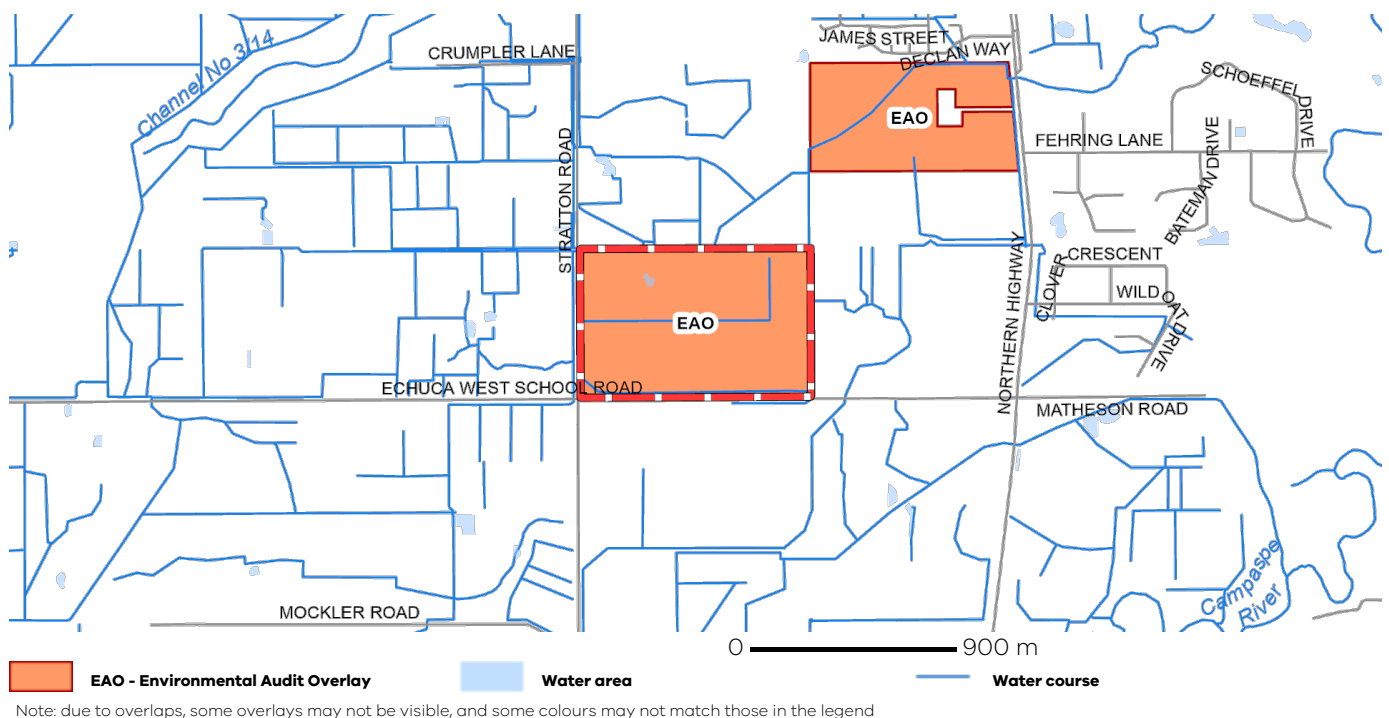 JAMES STREET
DECLAN WAY
CRUMPLER LANE
Channel No 3/14
SCHOEFFEL DRIVE
EAO
FEHRING LANE
BATEMAN DRIVE
STRATTON ROAD
CRESCENT
CLOVER
WILD OAT DRIVE
NORTHERN HIGHWAY
EAO
ECHUCA WEST SCHOOL ROAD
MATHESON ROAD
Campaspe
River
MOCKLER ROAD
0 900 m
EAO - Environmental Audit Overlay Water area Water course
Note: due to overlaps, some overlays may not be visible, and some colours may not match those in the legend